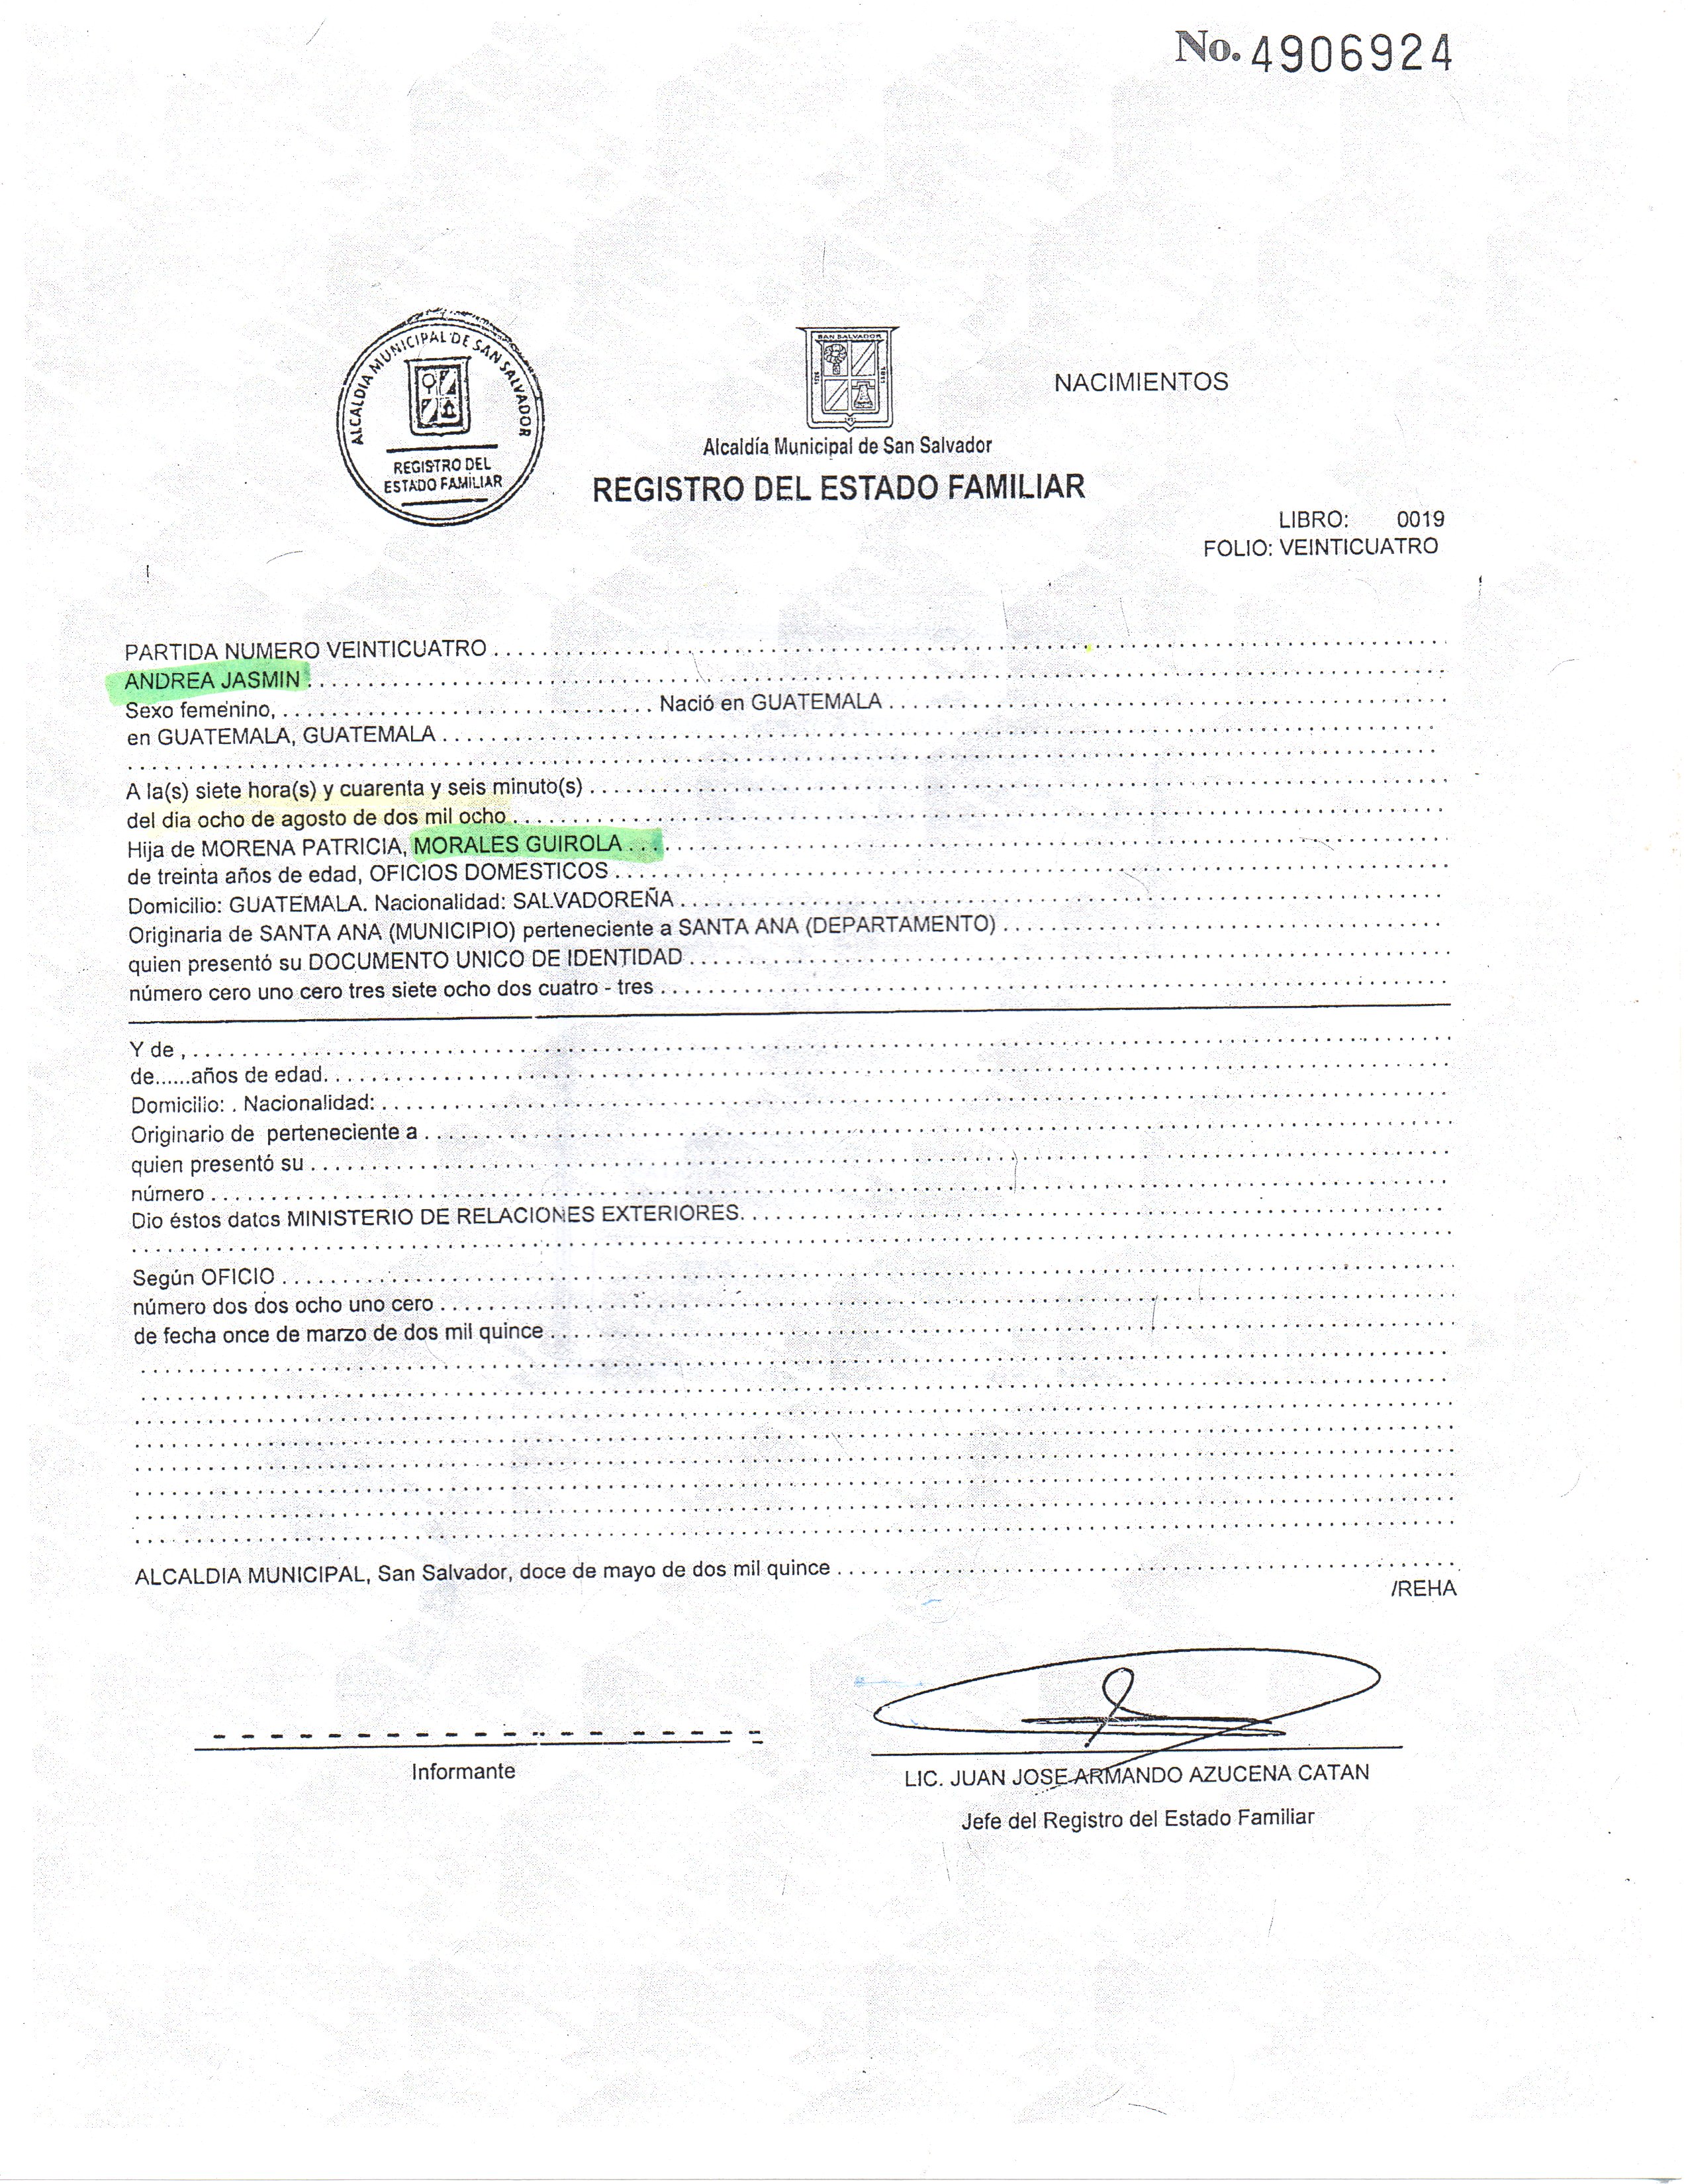 No. 4906924
ALCALDIA MUNICIPAL DE SAN SALVADOR
REGISTRO DEL
ESTADO FAMILIAR
SAN SALVADOR
NACIMIENTOS
Alcaldía Municipal de San Salvador
REGISTRO DEL ESTADO FAMILIAR
LIBRO: 0019
FOLIO: VEINTICUATRO
PARTIDA NUMERO VEINTICUATRO
ANDREA JASMIN
Sexo femenino, Nació en GUATEMALA
en GUATEMALA, GUATEMALA
A la(s) siete hora(s) y cuarenta y seis minuto(s)
del dia ocho de agosto de dos mil ocho
Hija de MORENA PATRICIA, MORALES GUIROLA
de treinta años de edad, OFICIOS DOMESTICOS
Domicilio: GUATEMALA. Nacionalidad: SALVADOREÑA
Originaria de SANTA ANA (MUNICIPIO) perteneciente a SANTA ANA (DEPARTAMENTO)
quien presentó su DOCUMENTO UNICO DE IDENTIDAD
número cero uno cero tres siete ocho dos cuatro - tres
Y de ,
de......años de edad.
Domicilio: . Nacionalidad:
Originario de perteneciente a
quien presentó su
número
Dio éstos datos MINISTERIO DE RELACIONES EXTERIORES.
Según OFICIO
número dos dos ocho uno cero
de fecha once de marzo de dos mil quince
ALCALDIA MUNICIPAL, San Salvador, doce de mayo de dos mil quince
/REHA
Informante
LIC. JUAN JOSE ARMANDO AZUCENA CATAN
Jefe del Registro del Estado Familiar